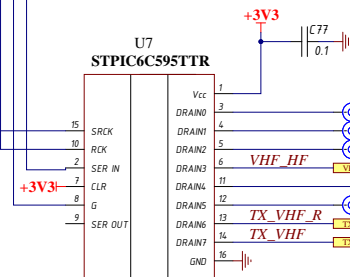 +3V3
C77
0.1
U7
STPIC6C595TTR
Vcc 1
DRAIN0 3
15 SRCK DRAIN1 4
10 RCK DRAIN2 5
2 SER IN DRAIN3 6 VHF_HF
+3V3 7 CLR DRAIN4 11
8 G DRAIN5 12
9 SER OUT DRAIN6 13 TX_VHF_R
DRAIN7 14 TX_VHF
GND 16